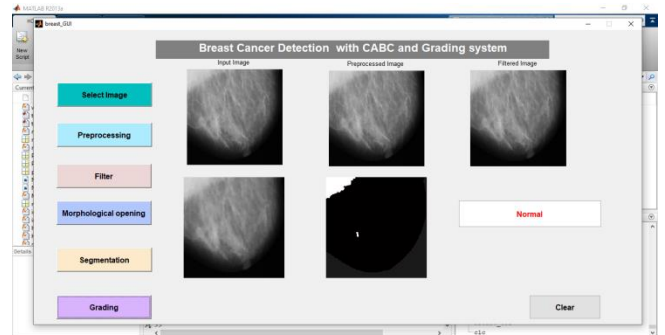 MATLAB R2013a
breast_GUI
New
Script
Breast Cancer Detection with CABC and Grading system
Input Image
Preprocessed Image
Filtered Image
Select Image
Preprocessing
Filter
Morphological opening
Normal
Segmentation
Grading
Clear
Details